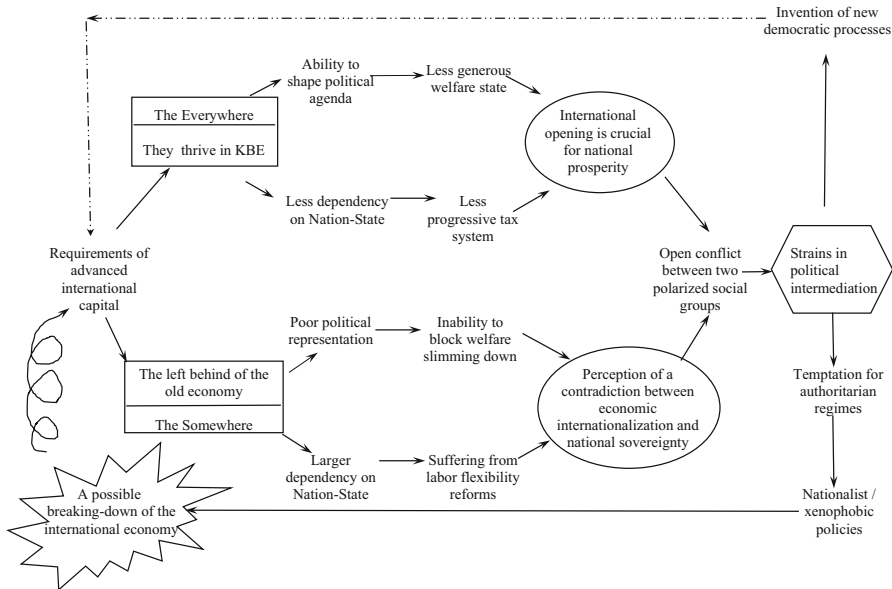 Invention of new
democratic processes
Ability to
shape political
agenda
Less generous
welfare state
The Everywhere
They thrive in KBE
International
opening is crucial
for national
prosperity
Less dependency
on Nation-State
Less
progressive tax
system
Requirements of
advanced
international
capital
Open conflict
between two
polarized social
groups
Strains in
political
intermediation
Poor political
representation
Inability to
block welfare
slimming down
The left behind of the
old economy
The Somewhere
Perception of a
contradiction between
economic
internationalization and
national sovereignty
Temptation for
authoritarian
regimes
Larger
dependency on
Nation-State
Suffering from
labor flexibility
reforms
A possible
breaking-down of the
international economy
Nationalist /
xenophobic
policies